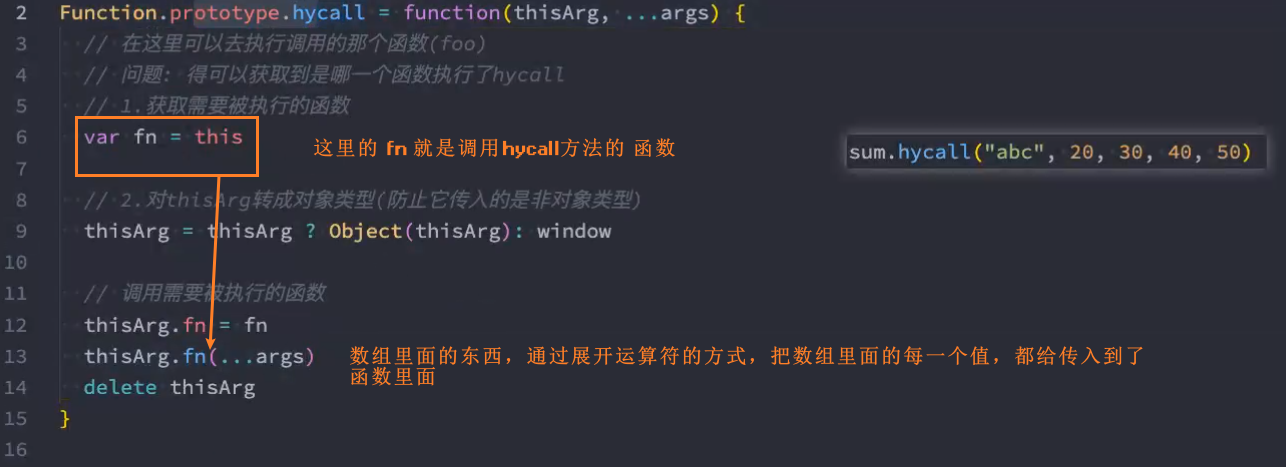 2 Function.prototype.hycall = function(thisArg, ...args) {
3 // 在这里可以去执行调用的那个函数(foo)
4 // 问题: 得可以获取到是哪一个函数执行了hycall
5 // 1.获取需要被执行的函数
6 var fn = this
这里的 fn 就是调用hycall方法的 函数
sum.hycall("abc", 20, 30, 40, 50)
7
8 // 2.对thisArg转成对象类型(防止它传入的是非对象类型)
9 thisArg = thisArg ? Object(thisArg): window
10
11 // 调用需要被执行的函数
12 thisArg.fn = fn
13 thisArg.fn(...args)
数组里面的东西，通过展开运算符的方式，把数组里面的每一个值，都给传入到了
函数里面
14 delete thisArg
15 }
16